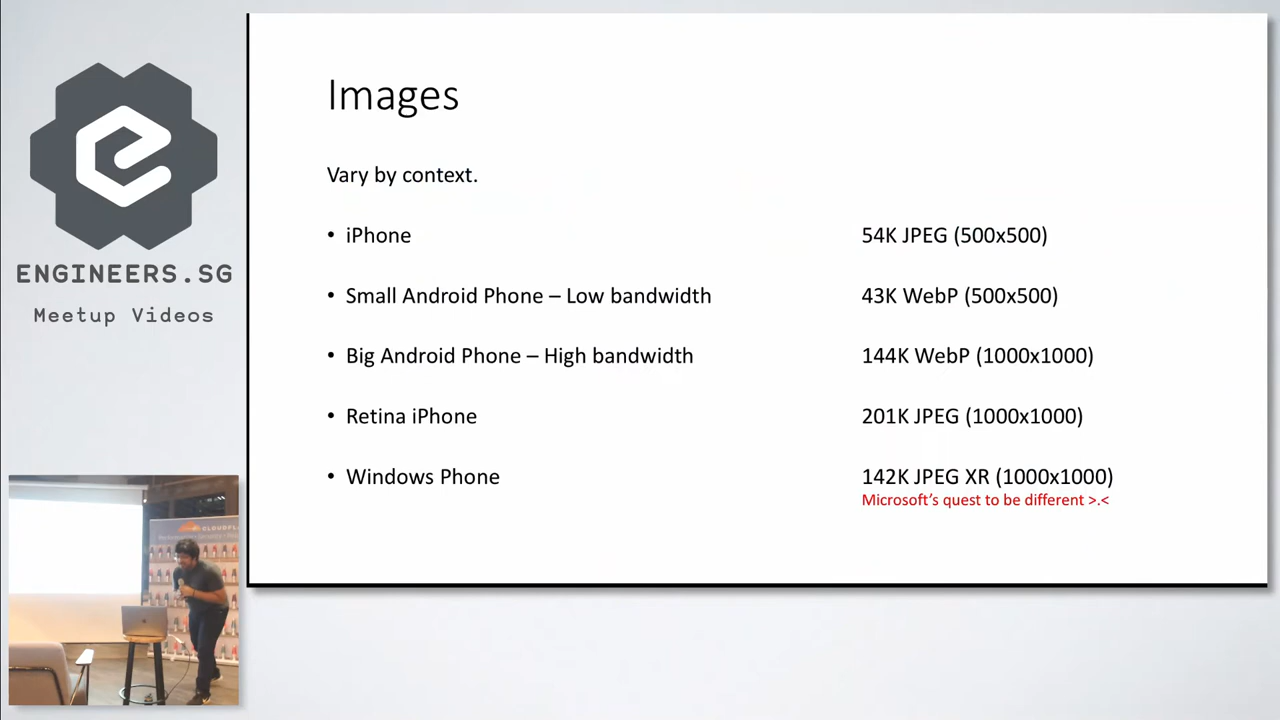 ENGINEERS.SG
Meetup Videos
Images
Vary by context.
• iPhone 54K JPEG (500x500)
• Small Android Phone – Low bandwidth 43K WebP (500x500)
• Big Android Phone – High bandwidth 144K WebP (1000x1000)
• Retina iPhone 201K JPEG (1000x1000)
• Windows Phone 142K JPEG XR (1000x1000)
Microsoft's quest to be different >.<